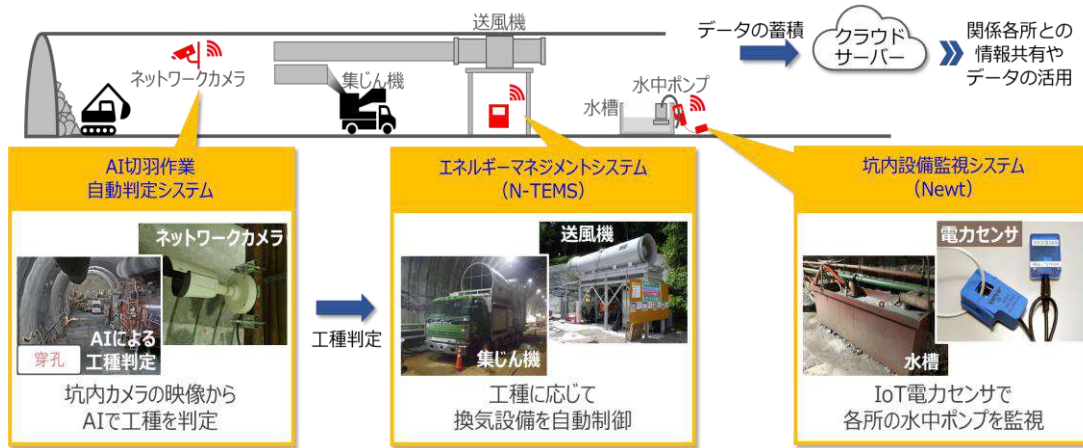 送風機
データの蓄積
クラウド
サーバー
関係各所との
情報共有や
データの活用
ネットワークカメラ
集じん機
水中ポンプ
水槽
AI切羽作業
自動判定システム
ネットワークカメラ
AIによる
工種判定
穿孔
坑内カメラの映像から
AIで工種を判定
工種判定
エネルギーマネジメントシステム
(N-TEMS)
送風機
集じん機
工種に応じて
換気設備を自動制御
坑内設備監視システム
(Newt)
電力センサ
水槽
IoT電力センサで
各所の水中ポンプを監視